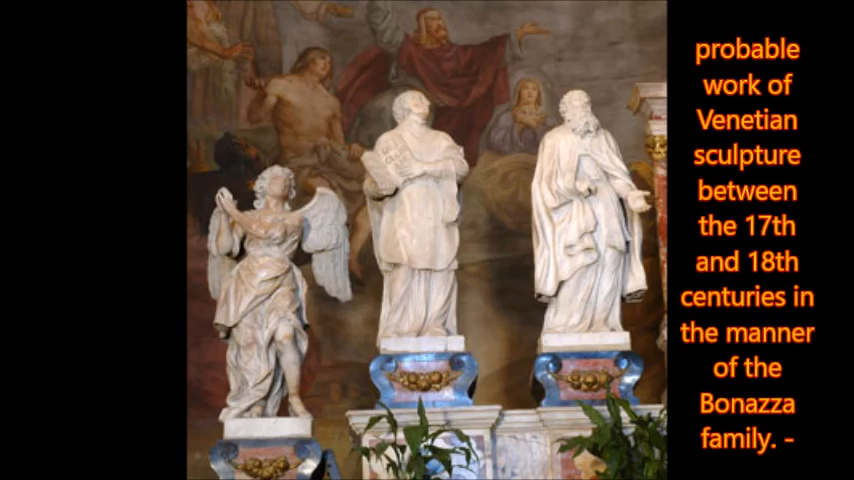 probable
work of
Venetian
sculpture
between
the 17th
and 18th
centuries in
the manner
of the
Bonazza
family. -